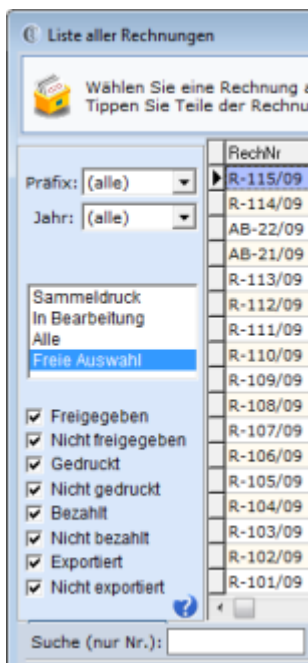 Liste aller Rechnungen
Wählen Sie eine Rechnung
Tippen Sie Teile der Rechnu
Präfix: (alle)
Jahr: (alle)
Sammeldruck
In Bearbeitung
Alle
Freie Auswahl
Freigegeben
Nicht freigegeben
Gedruckt
Nicht gedruckt
Bezahlt
Nicht bezahlt
Exportiert
Nicht exportiert
Suche (nur Nr.):
RechNr
R-115/09
R-114/09
AB-22/09
AB-21/09
R-113/09
R-112/09
R-111/09
R-110/09
R-109/09
R-108/09
R-107/09
R-106/09
R-105/09
R-104/09
R-103/09
R-102/09
R-101/09